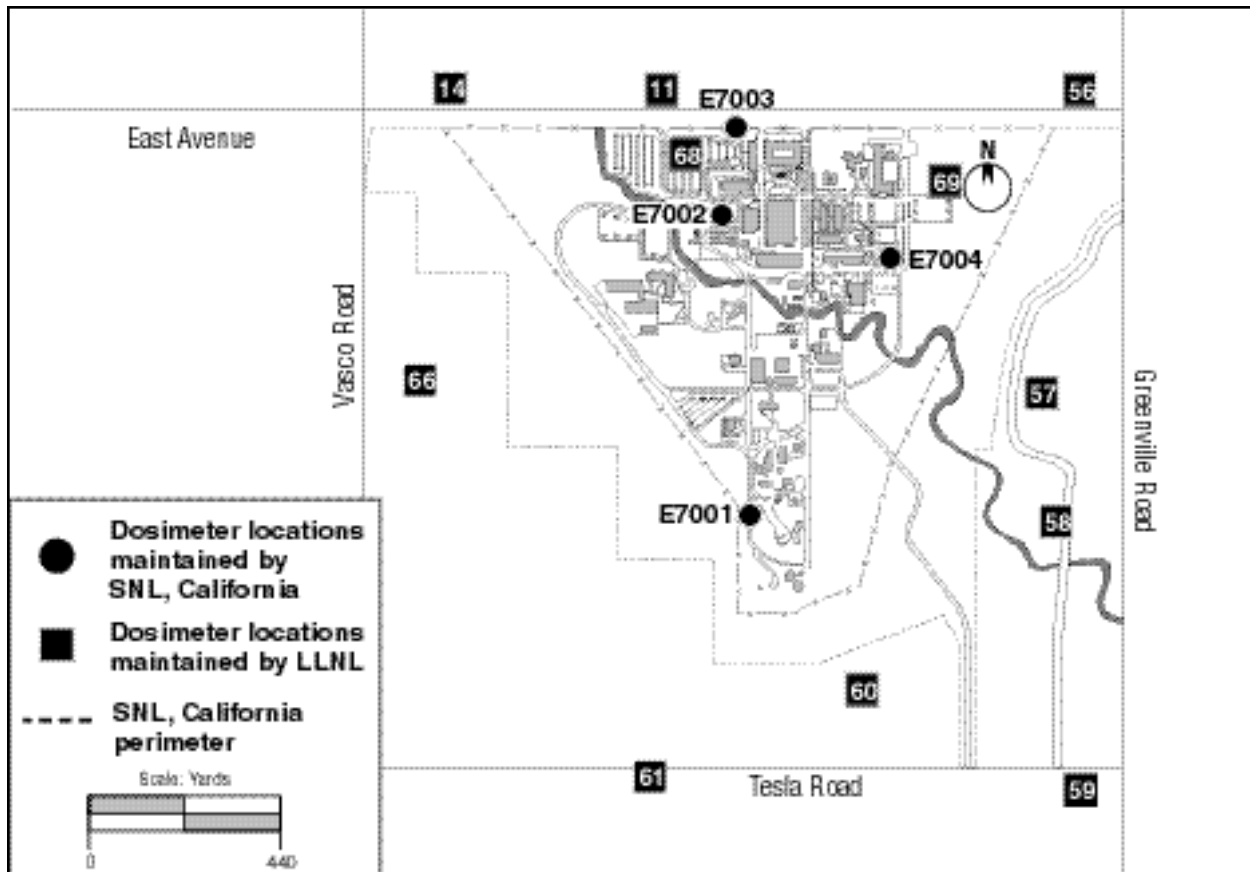 14
11
E7003
56
East Avenue
68
N
69
E7002
E7004
Vasco Road
66
57
Greenville Road
E7001
58
Dosimeter locations
maintained by
SNL, California
Dosimeter locations
maintained by LLNL
SNL, California
perimeter
60
61
Tesla Road
59
Scale: Yards
0
440